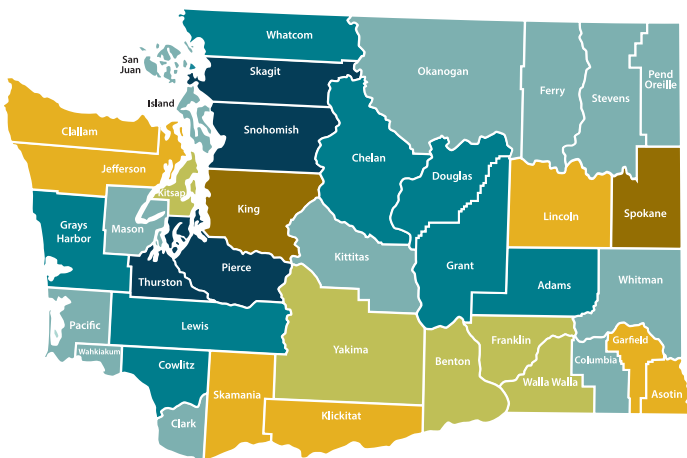 Whatcom
San
Juan
Skagit
Okanogan
Pend
Oreille
Ferry
Stevens
Island
Snohomish
Clallam
Chelan
Jefferson
Douglas
Kitsap
King
Lincoln
Spokane
Mason
Grays
Harbor
Kittitas
Grant
Pierce
Thurston
Adams
Whitman
Pacific
Lewis
Yakima
Franklin
Garfield
Wahkiakum
Benton
Columbia
Cowlitz
Walla Walla
Skamania
Asotin
Klickitat
Clark